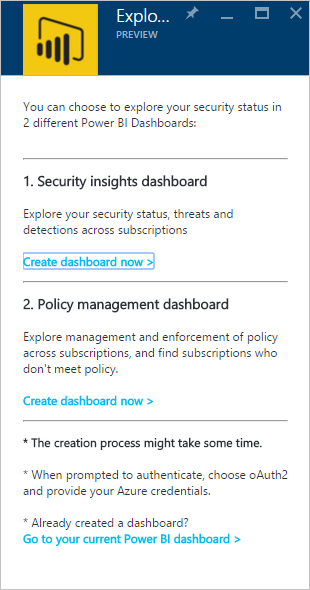 Explo...
PREVIEW
You can choose to explore your security status in
2 different Power BI Dashboards:
1. Security insights dashboard
Explore your security status, threats and
detections across subscriptions
Create dashboard now >
2. Policy management dashboard
Explore management and enforcement of policy
across subscriptions, and find subscriptions who
don't meet policy.
Create dashboard now >
* The creation process might take some time.
* When prompted to authenticate, choose oAuth2
and provide your Azure credentials.
* Already created a dashboard?
Go to your current Power BI dashboard >